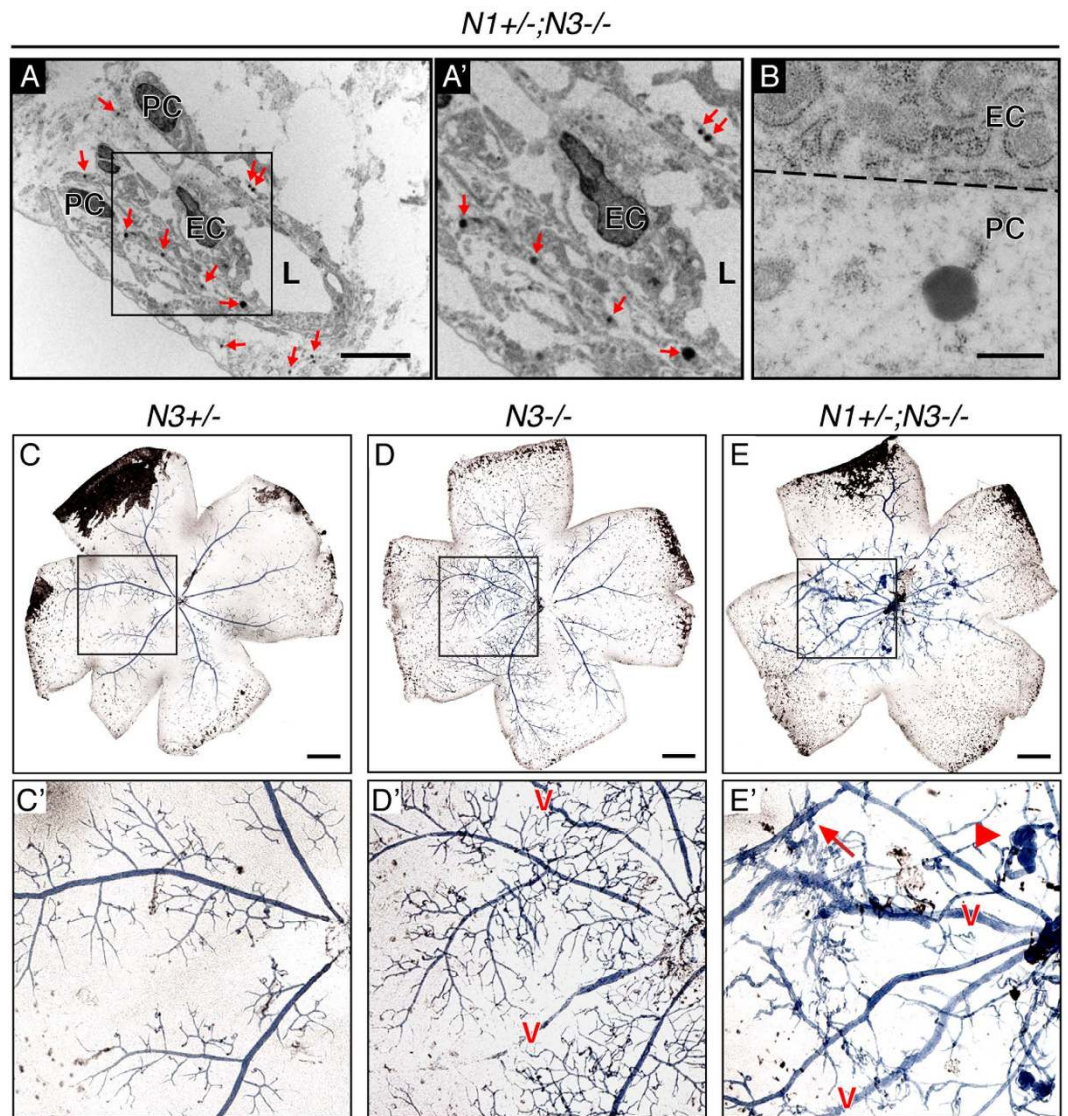 N1+/-;N3-/-
A
PC
PC
EC
L
A'
EC
L
B
EC
PC
N3+/-
N3-/-
N1+/-;N3-/-
C
D
E
C'
D'
V
V
E'
V
V